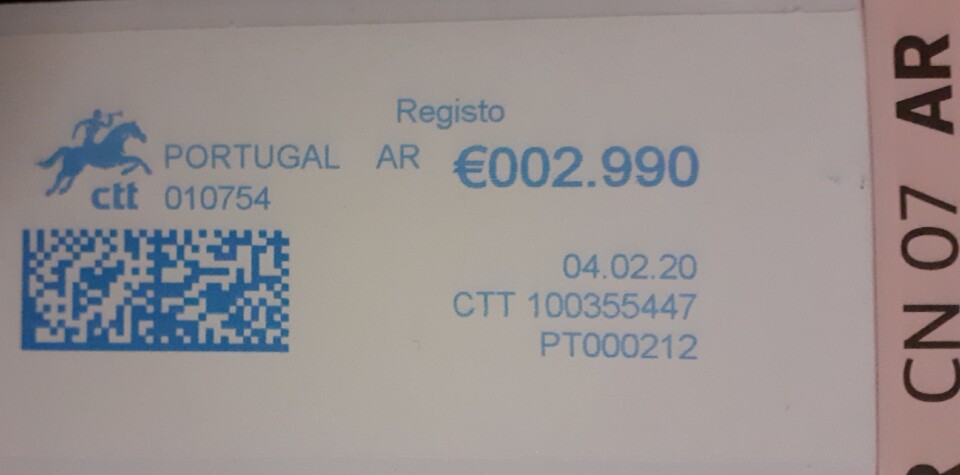 Registo
PORTUGAL AR €002.990
ctt 010754
04.02.20
CTT 100355447
PT000212
CN 07 AR